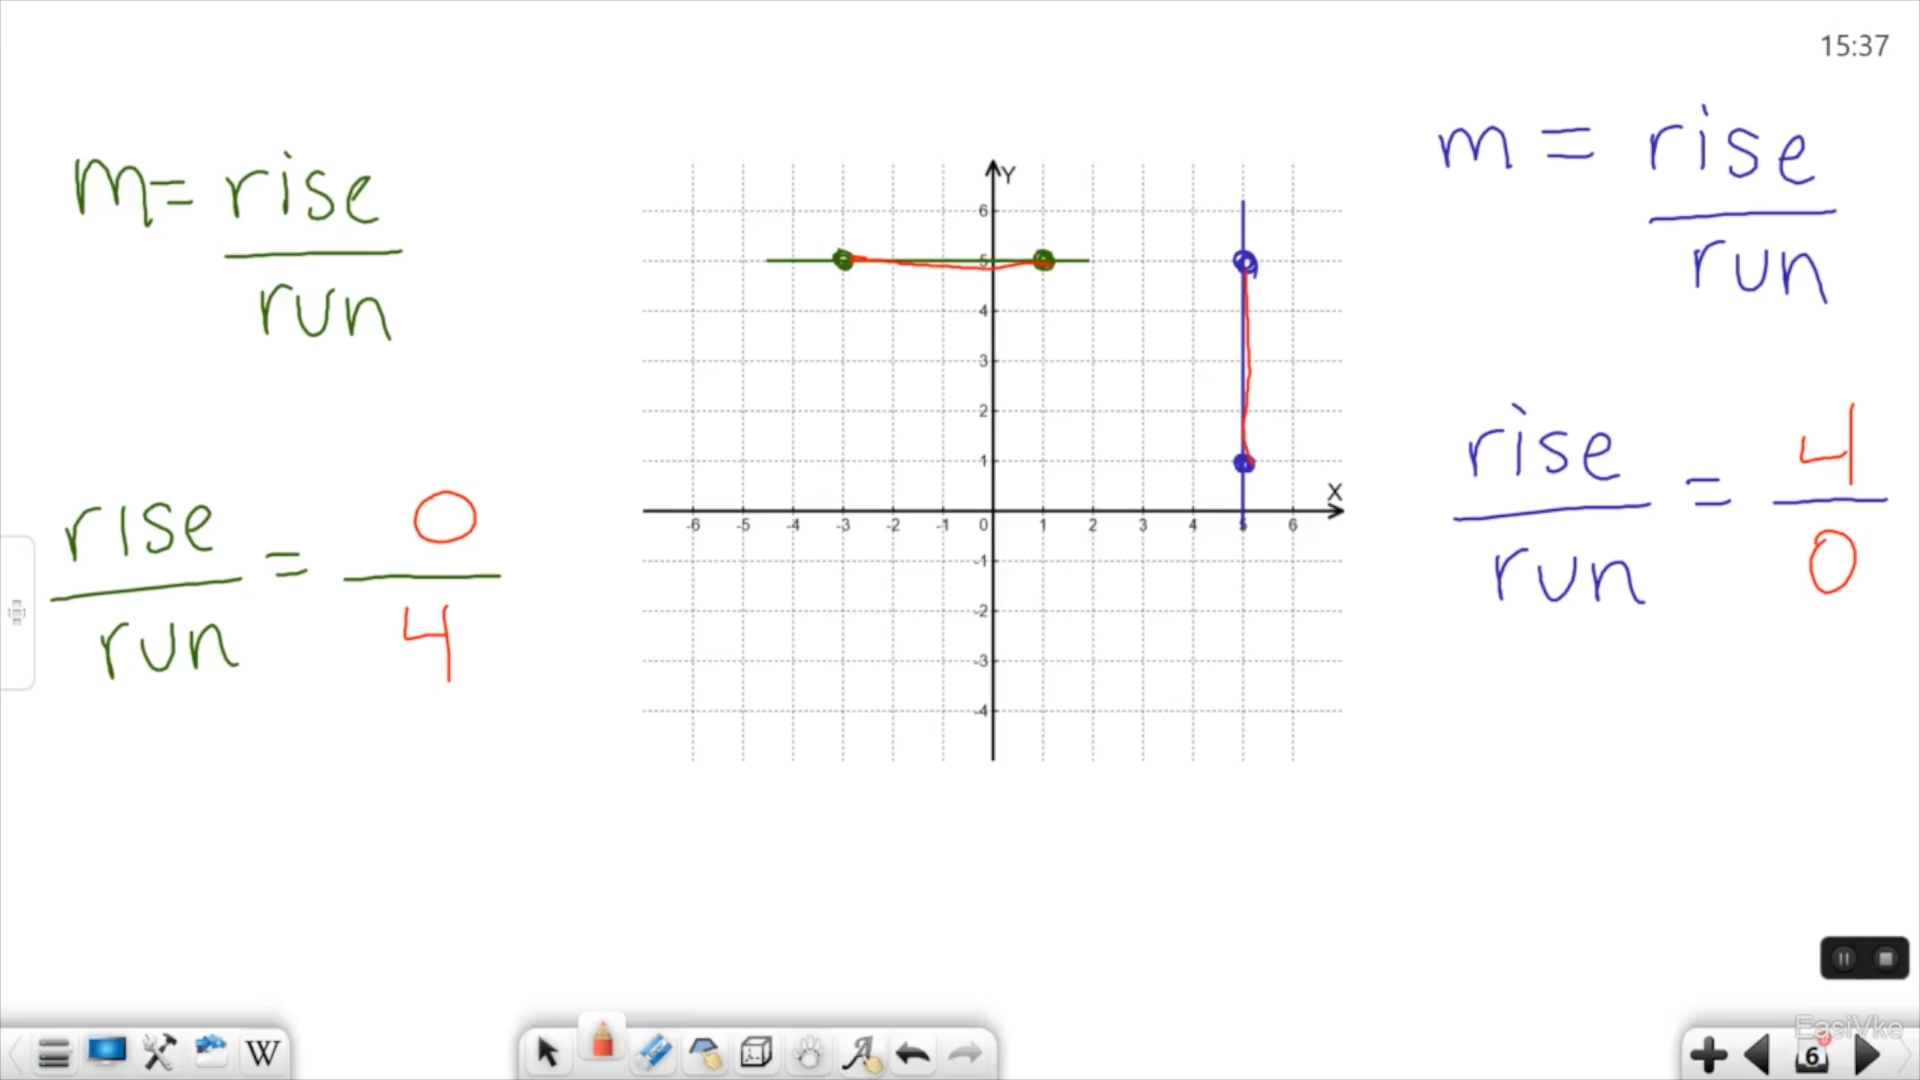 15:37
m = rise
run
m = rise
run
rise
run
=
0
4
rise
run
=
4
0
Y
6
5
4
3
2
1
X
-6 -5 -4 -3 -2 -1 0 1 2 3 4 5 6
-1
-2
-3
-4
W
A
6
EasiVke